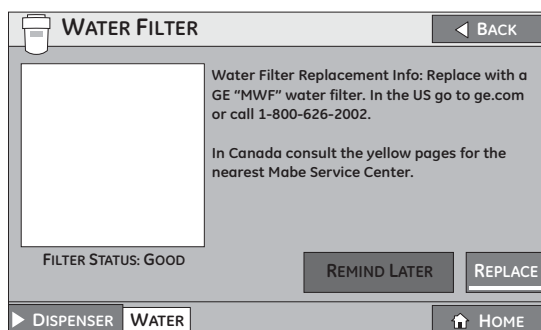 WATER FILTER
BACK
Water Filter Replacement Info: Replace with a
GE “MWF” water filter. In the US go to ge.com
or call 1-800-626-2002.
In Canada consult the yellow pages for the
nearest Mabe Service Center.
FILTER STATUS: GOOD
REMIND LATER
REPLACE
DISPENSER
WATER
HOME